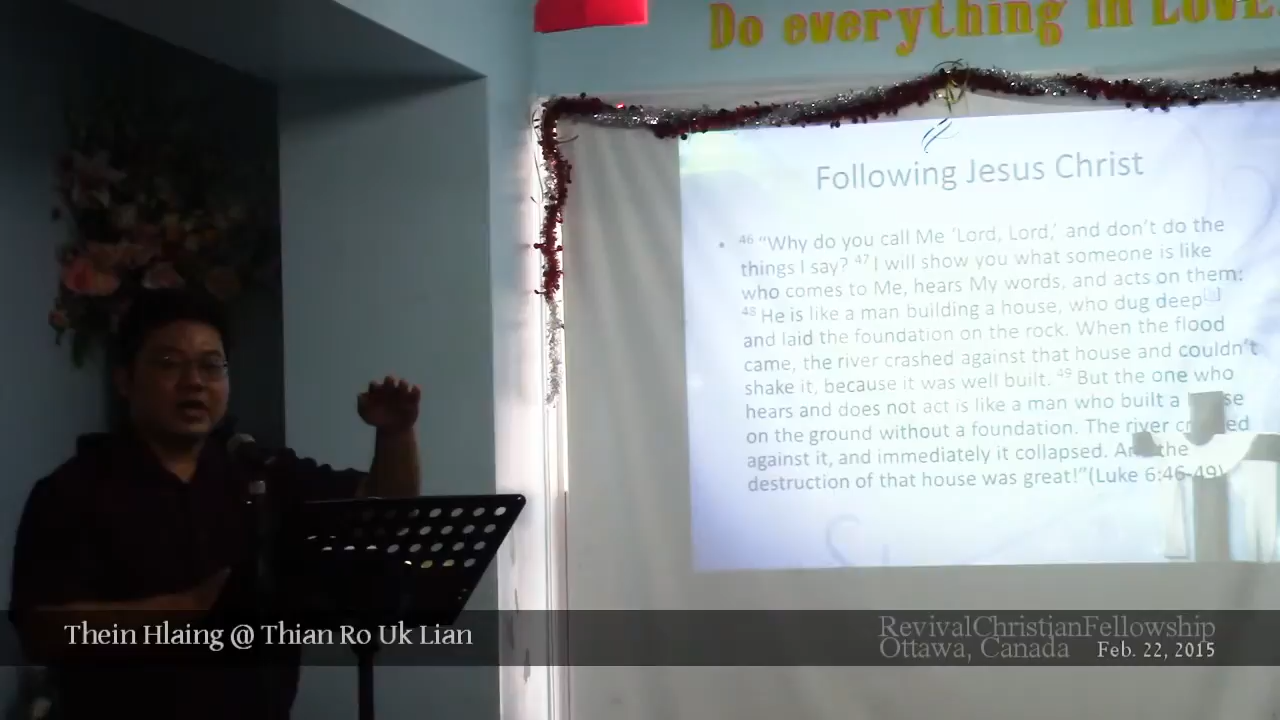 Do everything in LOVE
Following Jesus Christ
• ⁴⁶ “Why do you call Me ‘Lord, Lord,’ and don’t do the
things I say? ⁴⁷ I will show you what someone is like
who comes to Me, hears My words, and acts on them:
⁴⁸ He is like a man building a house, who dug deep[ ]
and laid the foundation on the rock. When the flood
came, the river crashed against that house and couldn’t
shake it, because it was well built. ⁴⁹ But the one who
hears and does not act is like a man who built a
on the ground without a foundation. The river
against it, and immediately it collapsed. the
destruction of that house was great!”(Luke 6:46-49)
Thein Hlaing @ Thian Ro Uk Lian
RevivalChristianFellowship
Ottawa, Canada Feb. 22, 2015